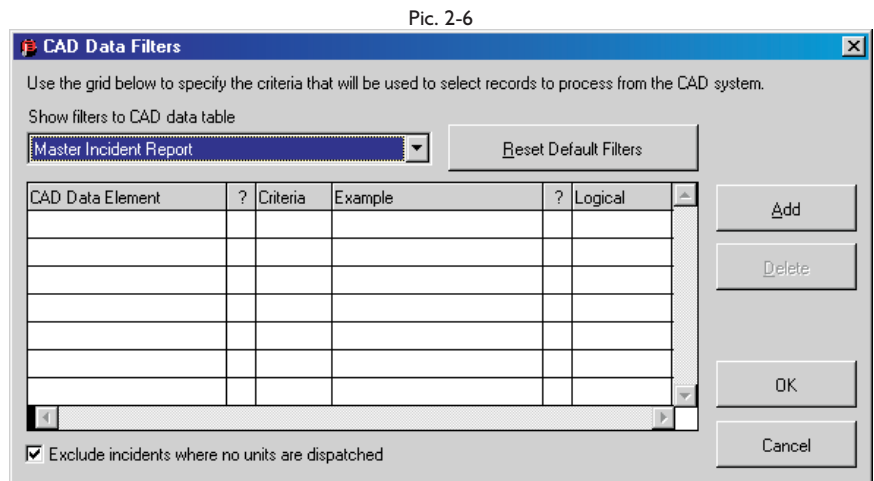 Pic. 2-6
CAD Data Filters
Use the grid below to specify the criteria that will be used to select records to process from the CAD system.
Show filters to CAD data table
Master Incident Report
Reset Default Filters
CAD Data Element ? Criteria Example ? Logical
Add
Delete
OK
Cancel
Exclude incidents where no units are dispatched